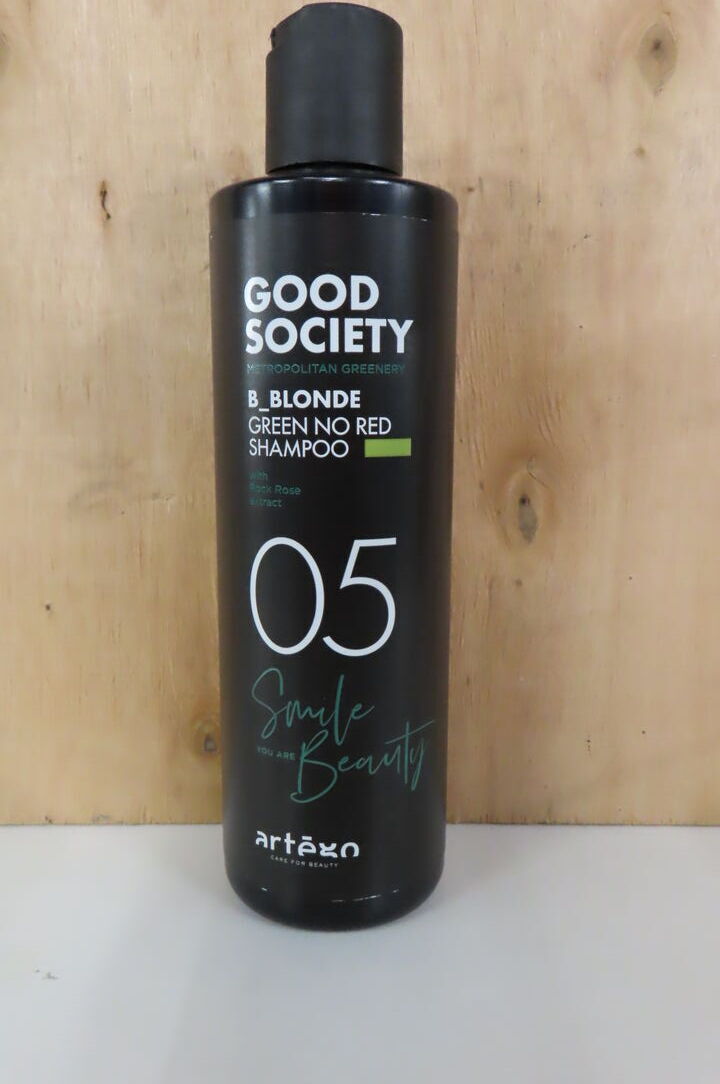 GOOD
SOCIETY
METROPOLITAN GREENERY
B_BLONDE
GREEN NO RED
SHAMPOO
with
Rock Rose
extract
05
Smile
YOU ARE
Beauty
artègo
CARE FOR BEAUTY